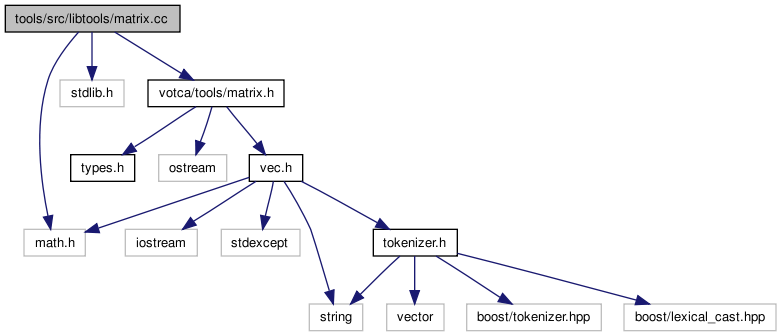 tools/src/libtools/matrix.cc
stdlib.h
votca/tools/matrix.h
types.h
ostream
vec.h
math.h
iostream
stdexcept
tokenizer.h
string
vector
boost/tokenizer.hpp
boost/lexical_cast.hpp